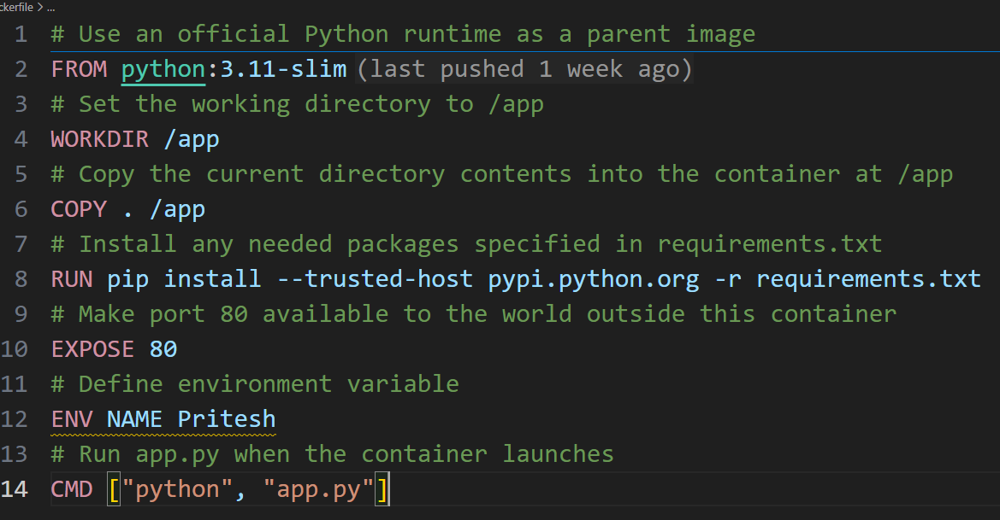 ckerfile > ...
1 # Use an official Python runtime as a parent image
2 FROM python:3.11-slim (last pushed 1 week ago)
3 # Set the working directory to /app
4 WORKDIR /app
5 # Copy the current directory contents into the container at /app
6 COPY . /app
7 # Install any needed packages specified in requirements.txt
8 RUN pip install --trusted-host pypi.python.org -r requirements.txt
9 # Make port 80 available to the world outside this container
10 EXPOSE 80
11 # Define environment variable
12 ENV NAME Pritesh
13 # Run app.py when the container launches
14 CMD ["python", "app.py"]